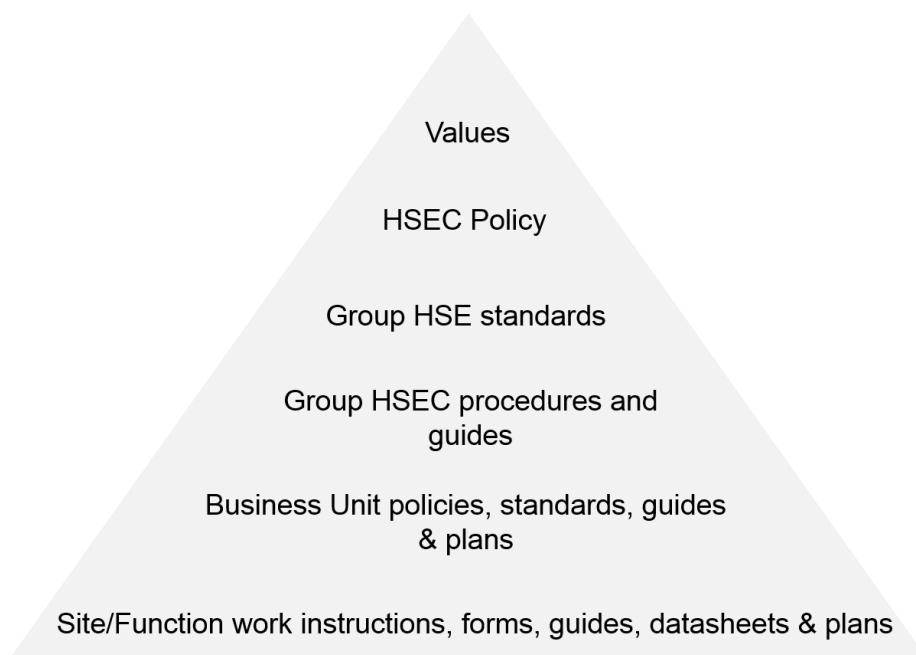 Values
HSEC Policy
Group HSE standards
Group HSEC procedures and
guides
Business Unit policies, standards, guides
& plans
Site/Function work instructions, forms, guides, datasheets & plans